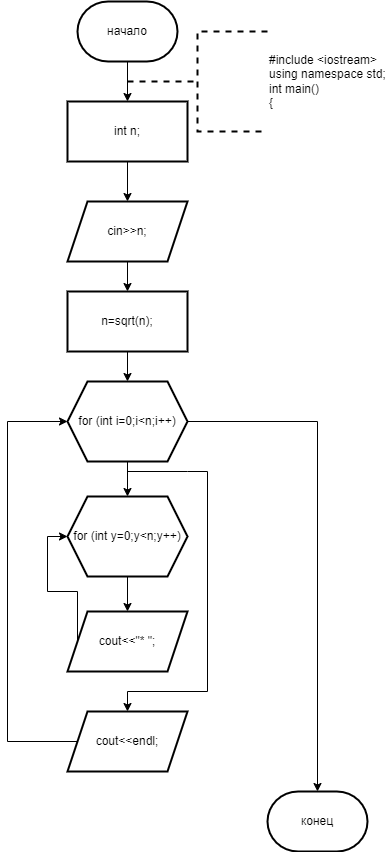 начало
#include <iostream>
using namespace std;
int main()
{
int n;
cin>>n;
n=sqrt(n);
for (int i=0;i<n;i++)
for (int y=0;y<n;y++)
cout<<"* ";
cout<<endl;
конец